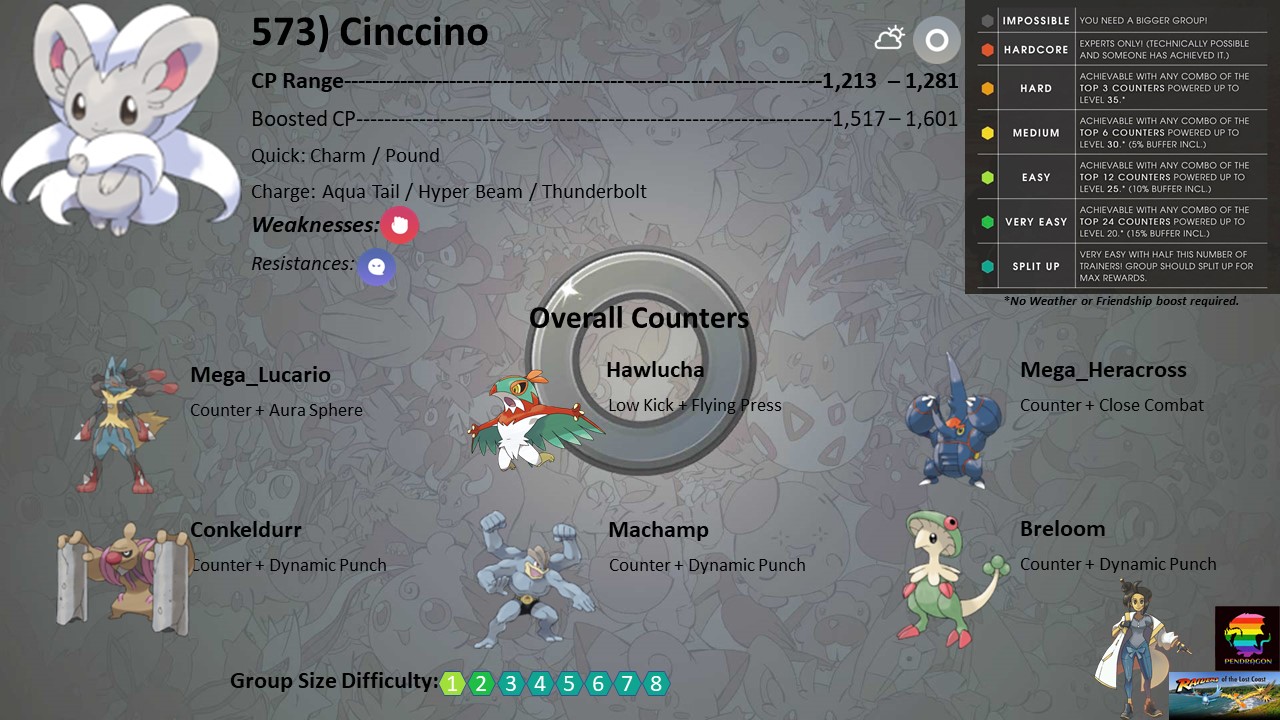 573) Cinccino
CP Range-----------------------------------------------------------------------1,213 – 1,281
Boosted CP-----------------------------------------------------------------------1,517 – 1,601
Quick: Charm / Pound
Charge: Aqua Tail / Hyper Beam / Thunderbolt
Weaknesses:
Resistances:
IMPOSSIBLE YOU NEED A BIGGER GROUP!
HARDCORE EXPERTS ONLY! (TECHNICALLY POSSIBLE
AND SOMEONE HAS ACHIEVED IT.)
HARD ACHIEVABLE WITH ANY COMBO OF THE
TOP 3 COUNTERS POWERED UP TO
LEVEL 35.*
MEDIUM ACHIEVABLE WITH ANY COMBO OF THE
TOP 6 COUNTERS POWERED UP TO
LEVEL 30.* (5% BUFFER INCL.)
EASY ACHIEVABLE WITH ANY COMBO OF THE
TOP 12 COUNTERS POWERED UP TO
LEVEL 25.* (10% BUFFER INCL.)
VERY EASY ACHIEVABLE WITH ANY COMBO OF THE
TOP 24 COUNTERS POWERED UP TO
LEVEL 20.* (15% BUFFER INCL.)
SPLIT UP VERY EASY WITH HALF THIS NUMBER OF
TRAINERS! GROUP SHOULD SPLIT UP FOR
MAX REWARDS.
*No Weather or Friendship boost required.
Overall Counters
Mega_Lucario
Counter + Aura Sphere
Hawlucha
Low Kick + Flying Press
Mega_Heracross
Counter + Close Combat
Conkeldurr
Counter + Dynamic Punch
Machamp
Counter + Dynamic Punch
Breloom
Counter + Dynamic Punch
Group Size Difficulty: 1 2 3 4 5 6 7 8
PENDRAGON
RAIDERS of the Lost Coast